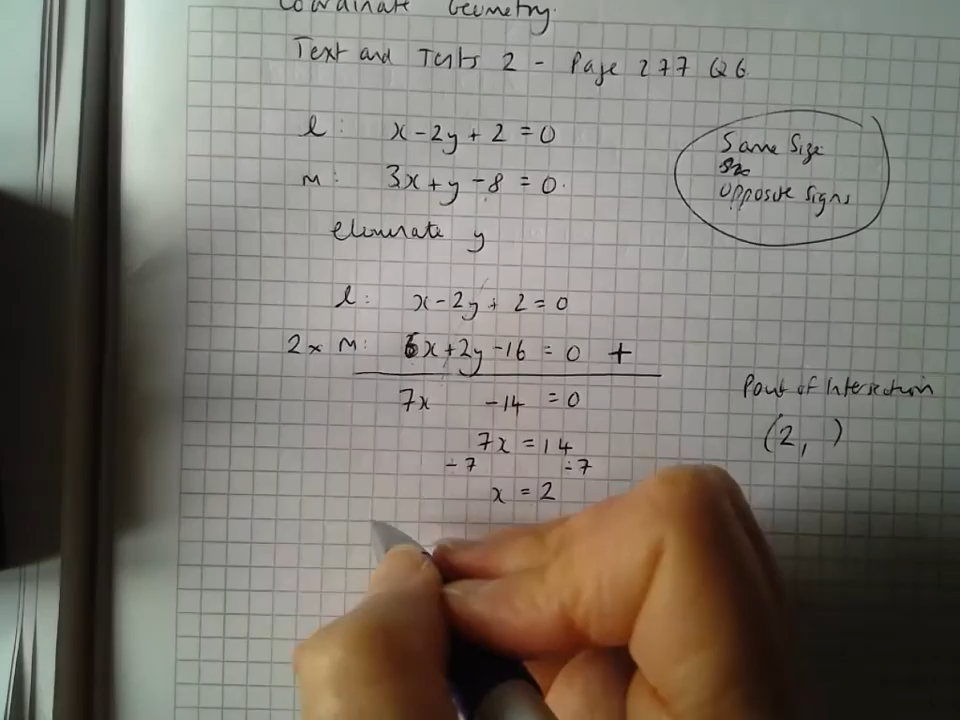 Coordinate Geometry.
Text and Tests 2 - Page 277 Q6
l: x - 2y + 2 = 0
m: 3x + y - 8 = 0.
eliminate y
Same Size
opposite signs
l: x - 2y + 2 = 0
2 x m: 6x + 2y - 16 = 0 +
7x - 14 = 0
7x = 14
÷7 ÷7
x = 2
Point of Intersection
(2, )